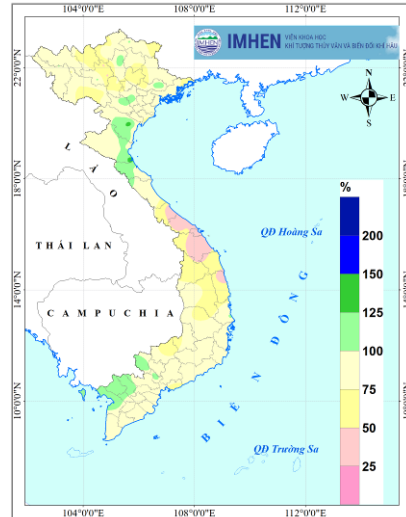 104°0'0"E 108°0'0"E 112°0'0"E
IMHEN
IMHEN
VIỆN KHOA HỌC
KHÍ TƯỢNG THỦY VĂN VÀ BIẾN ĐỔI KHÍ HẬU
22°0'0"N
N
W E
S
LÀO
18°0'0"N
%
QĐ Hoàng Sa
THÁI LAN
200
150
14°0'0"N
CAMPUCHIA
125
100
BIỂN ĐÔNG
75
10°0'0"N
50
QĐ Trường Sa
25
104°0'0"E 108°0'0"E 112°0'0"E